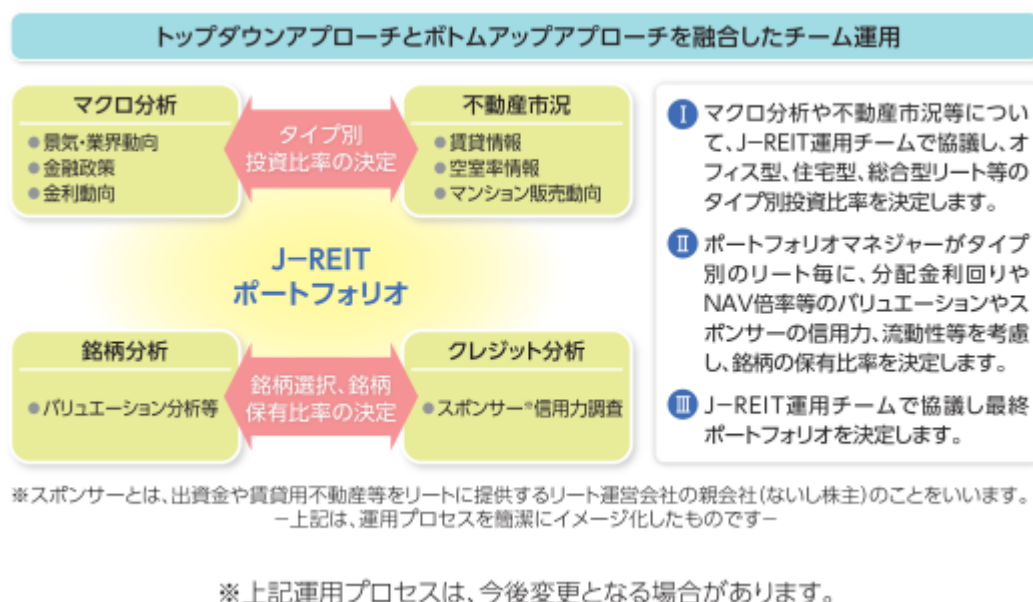 トップダウンアプローチとボトムアップアプローチを融合したチーム運用
マクロ分析
●景気・業界動向
●金融政策
●金利動向
タイプ別
投資比率の決定
不動産市況
●賃貸情報
●空室率情報
●マンション販売動向
J−REIT
ポートフォリオ
銘柄分析
●バリュエーション分析等
銘柄選択、銘柄
保有比率の決定
クレジット分析
●スポンサー※信用力調査
Ⅰ マクロ分析や不動産市況等につい
て、J−REIT運用チームで協議し、オ
フィス型、住宅型、総合型リート等の
タイプ別投資比率を決定します。
Ⅱ ポートフォリオマネジャーがタイプ
別のリート毎に、分配金利回りや
NAV倍率等のバリュエーションやス
ポンサーの信用力、流動性等を考慮
し、銘柄の保有比率を決定します。
Ⅲ J−REIT運用チームで協議し最終
ポートフォリオを決定します。
※スポンサーとは、出資金や賃貸用不動産等をリートに提供するリート運営会社の親会社(ないし株主)のことをいいます。
−上記は、運用プロセスを簡潔にイメージ化したものです−
※上記運用プロセスは、今後変更となる場合があります。